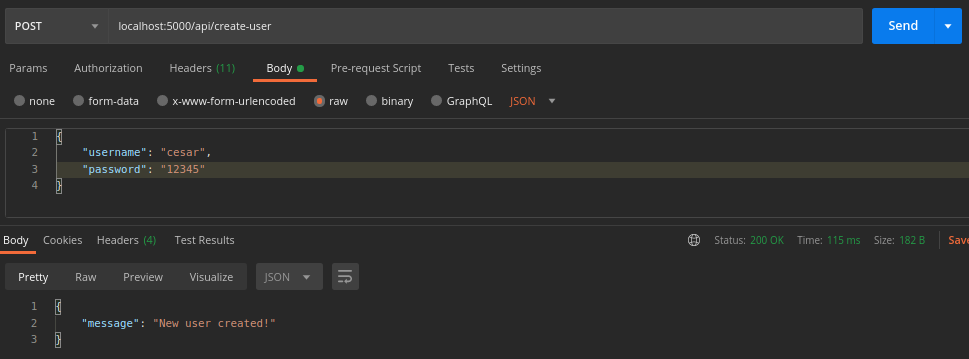 POST localhost:5000/api/create-user Send
Params Authorization Headers (11) Body Pre-request Script Tests Settings
none form-data x-www-form-urlencoded raw binary GraphQL JSON
1 {
2 "username": "cesar",
3 "password": "12345"
4 }
Body Cookies Headers (4) Test Results Status: 200 OK Time: 115 ms Size: 182 B Save
Pretty Raw Preview Visualize JSON
1 {
2 "message": "New user created!"
3 }